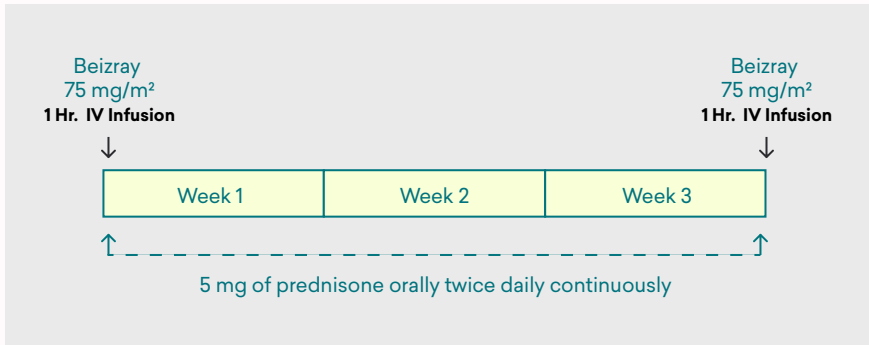 Beizray
75 mg/m²
1 Hr. IV Infusion
Beizray
75 mg/m²
1 Hr. IV Infusion
Week 1
Week 2
Week 3
5 mg of prednisone orally twice daily continuously